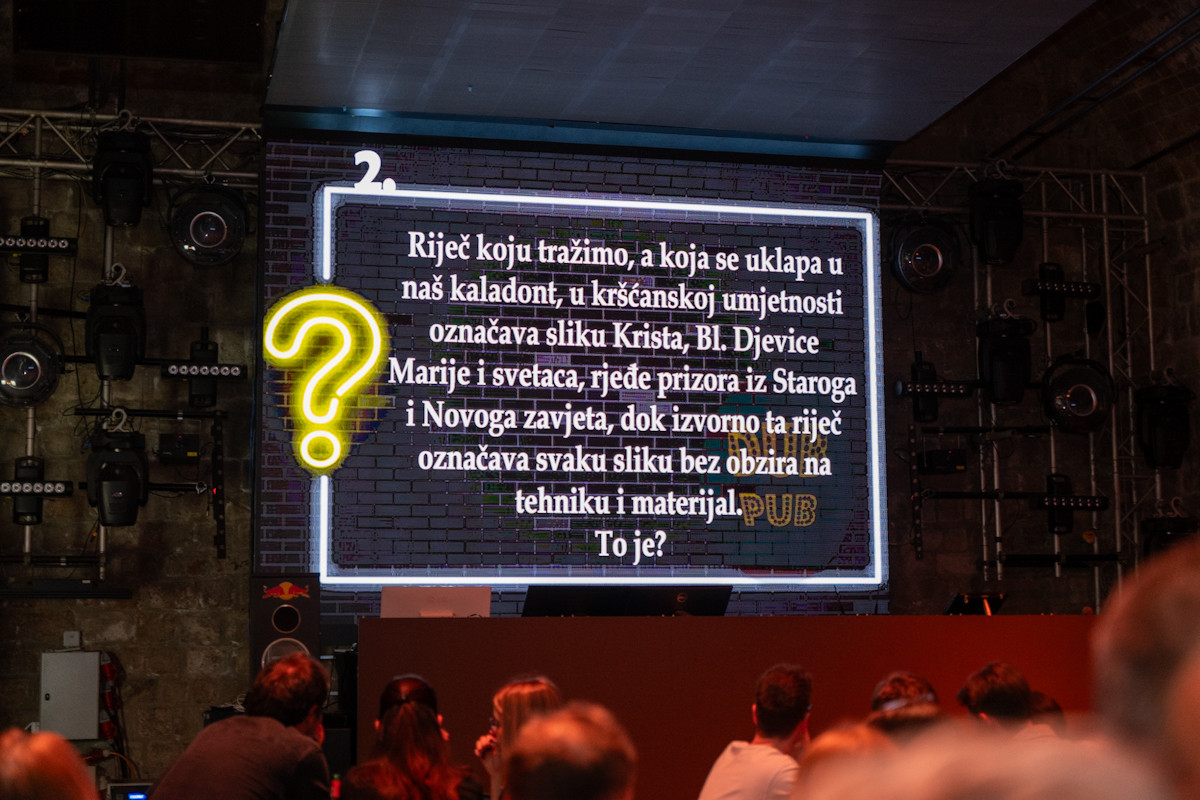 2.
Riječ koju tražimo, a koja se uklapa u
naš kaladont, u kršćanskoj umjetnosti
označava sliku Krista, Bl. Djevice
Marije i svetaca, rjeđe prizora iz Staroga
i Novoga zavjeta, dok izvorno ta riječ
označava svaku sliku bez obzira na
tehniku i materijal.
To je?
DUB
PUB